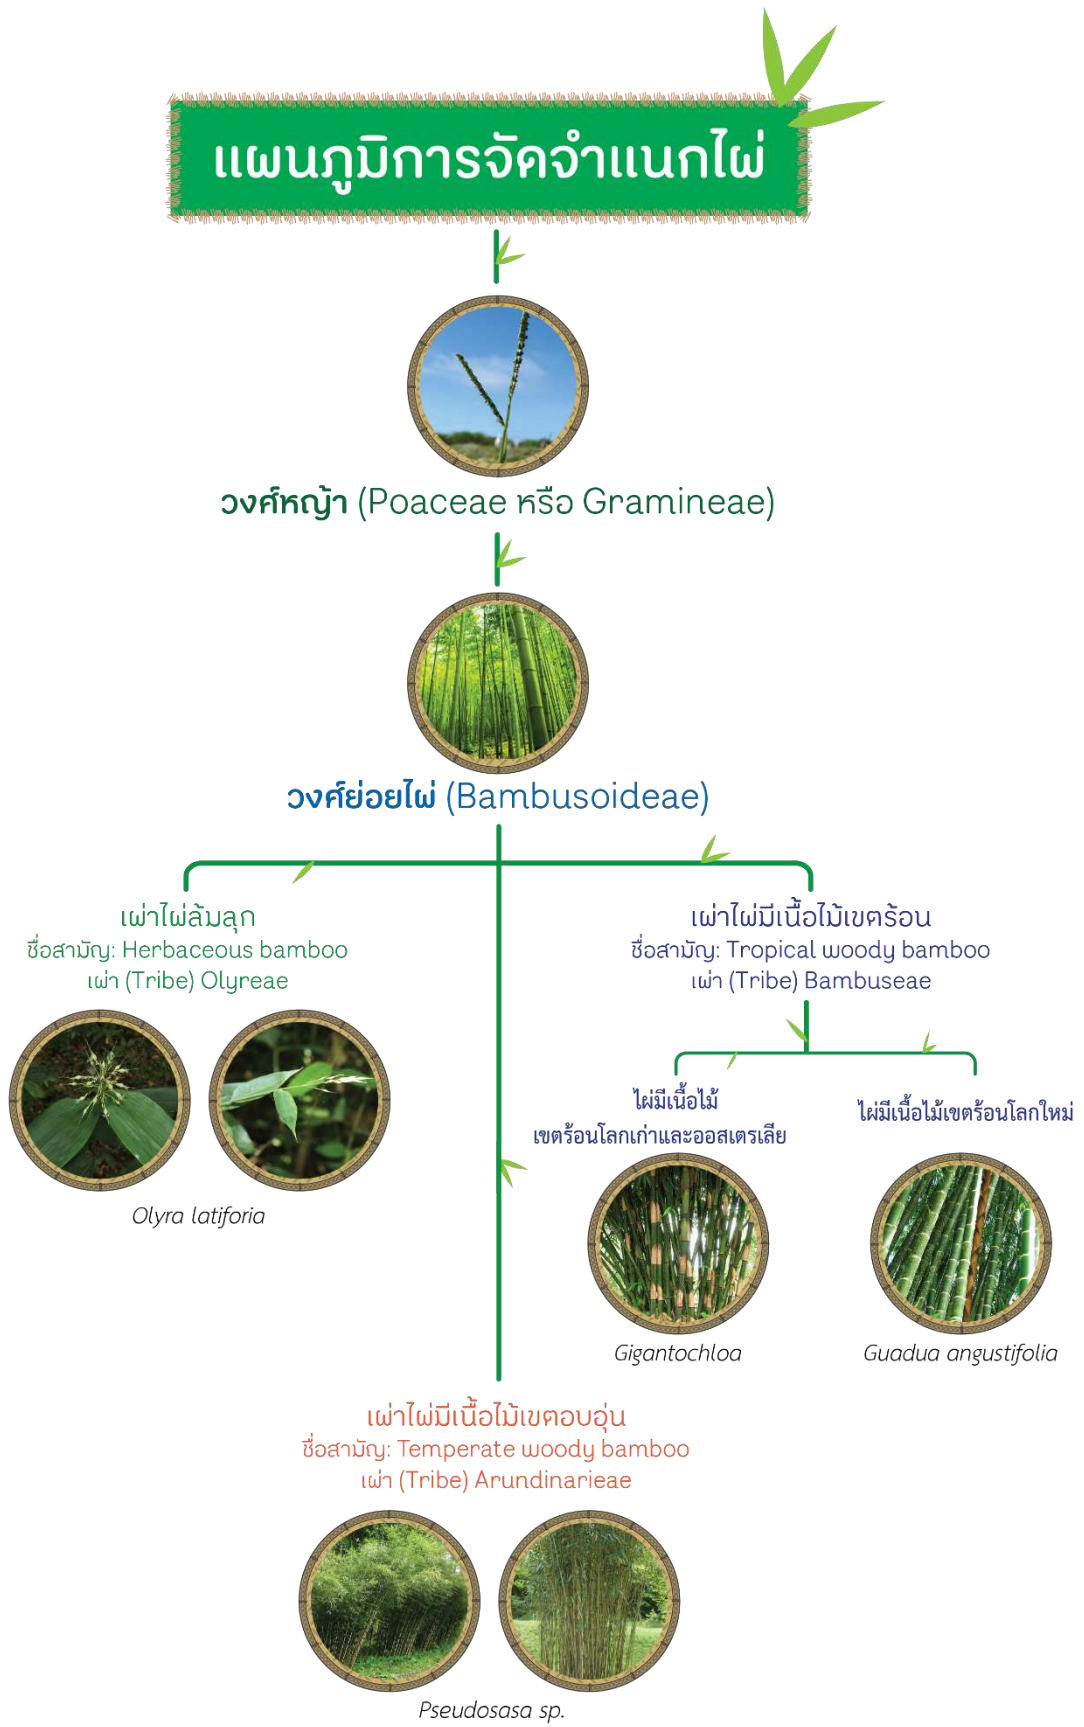 แผนภูมิการจัดจำแนกไผ่
วงศ์หญ้า (Poaceae หรือ Gramineae)
วงศ์ย่อยไผ่ (Bambusoideae)
เผ่าไผ่ล้มลุก
ชื่อสามัญ: Herbaceous bamboo
เผ่า (Tribe) Olyreae
Olyra latiforia
เผ่าไผ่มีเนื้อไม้เขตร้อน
ชื่อสามัญ: Tropical woody bamboo
เผ่า (Tribe) Bambuseae
ไผ่มีเนื้อไม้
เขตร้อนโลกเก่าและออสเตรเลีย
Gigantochloa
ไผ่มีเนื้อไม้เขตร้อนโลกใหม่
Guadua angustifolia
เผ่าไผ่มีเนื้อไม้เขตอบอุ่น
ชื่อสามัญ: Temperate woody bamboo
เผ่า (Tribe) Arundinarieae
Pseudosasa sp.